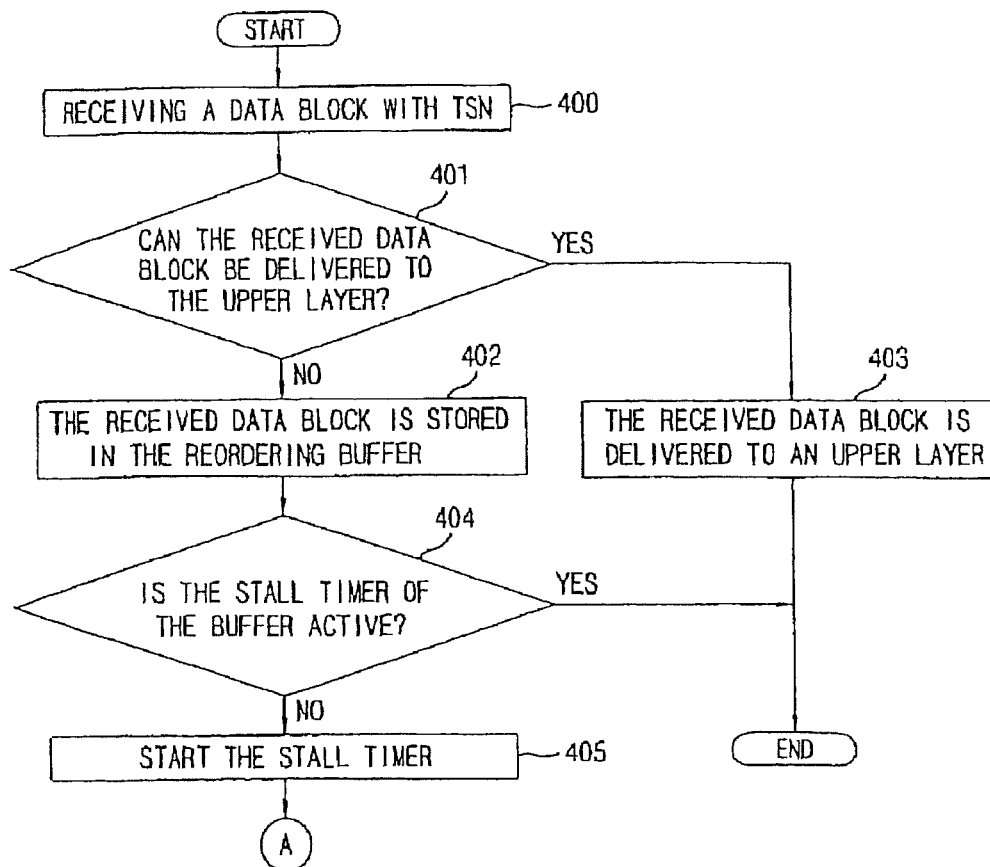 START
RECEIVING A DATA BLOCK WITH TSN
400
401
CAN THE RECEIVED DATA
BLOCK BE DELIVERED TO
THE UPPER LAYER?
YES
NO
402
THE RECEIVED DATA BLOCK IS STORED
IN THE REORDERING BUFFER
403
THE RECEIVED DATA BLOCK IS
DELIVERED TO AN UPPER LAYER
404
IS THE STALL TIMER OF
THE BUFFER ACTIVE?
YES
NO
START THE STALL TIMER
405
END
A